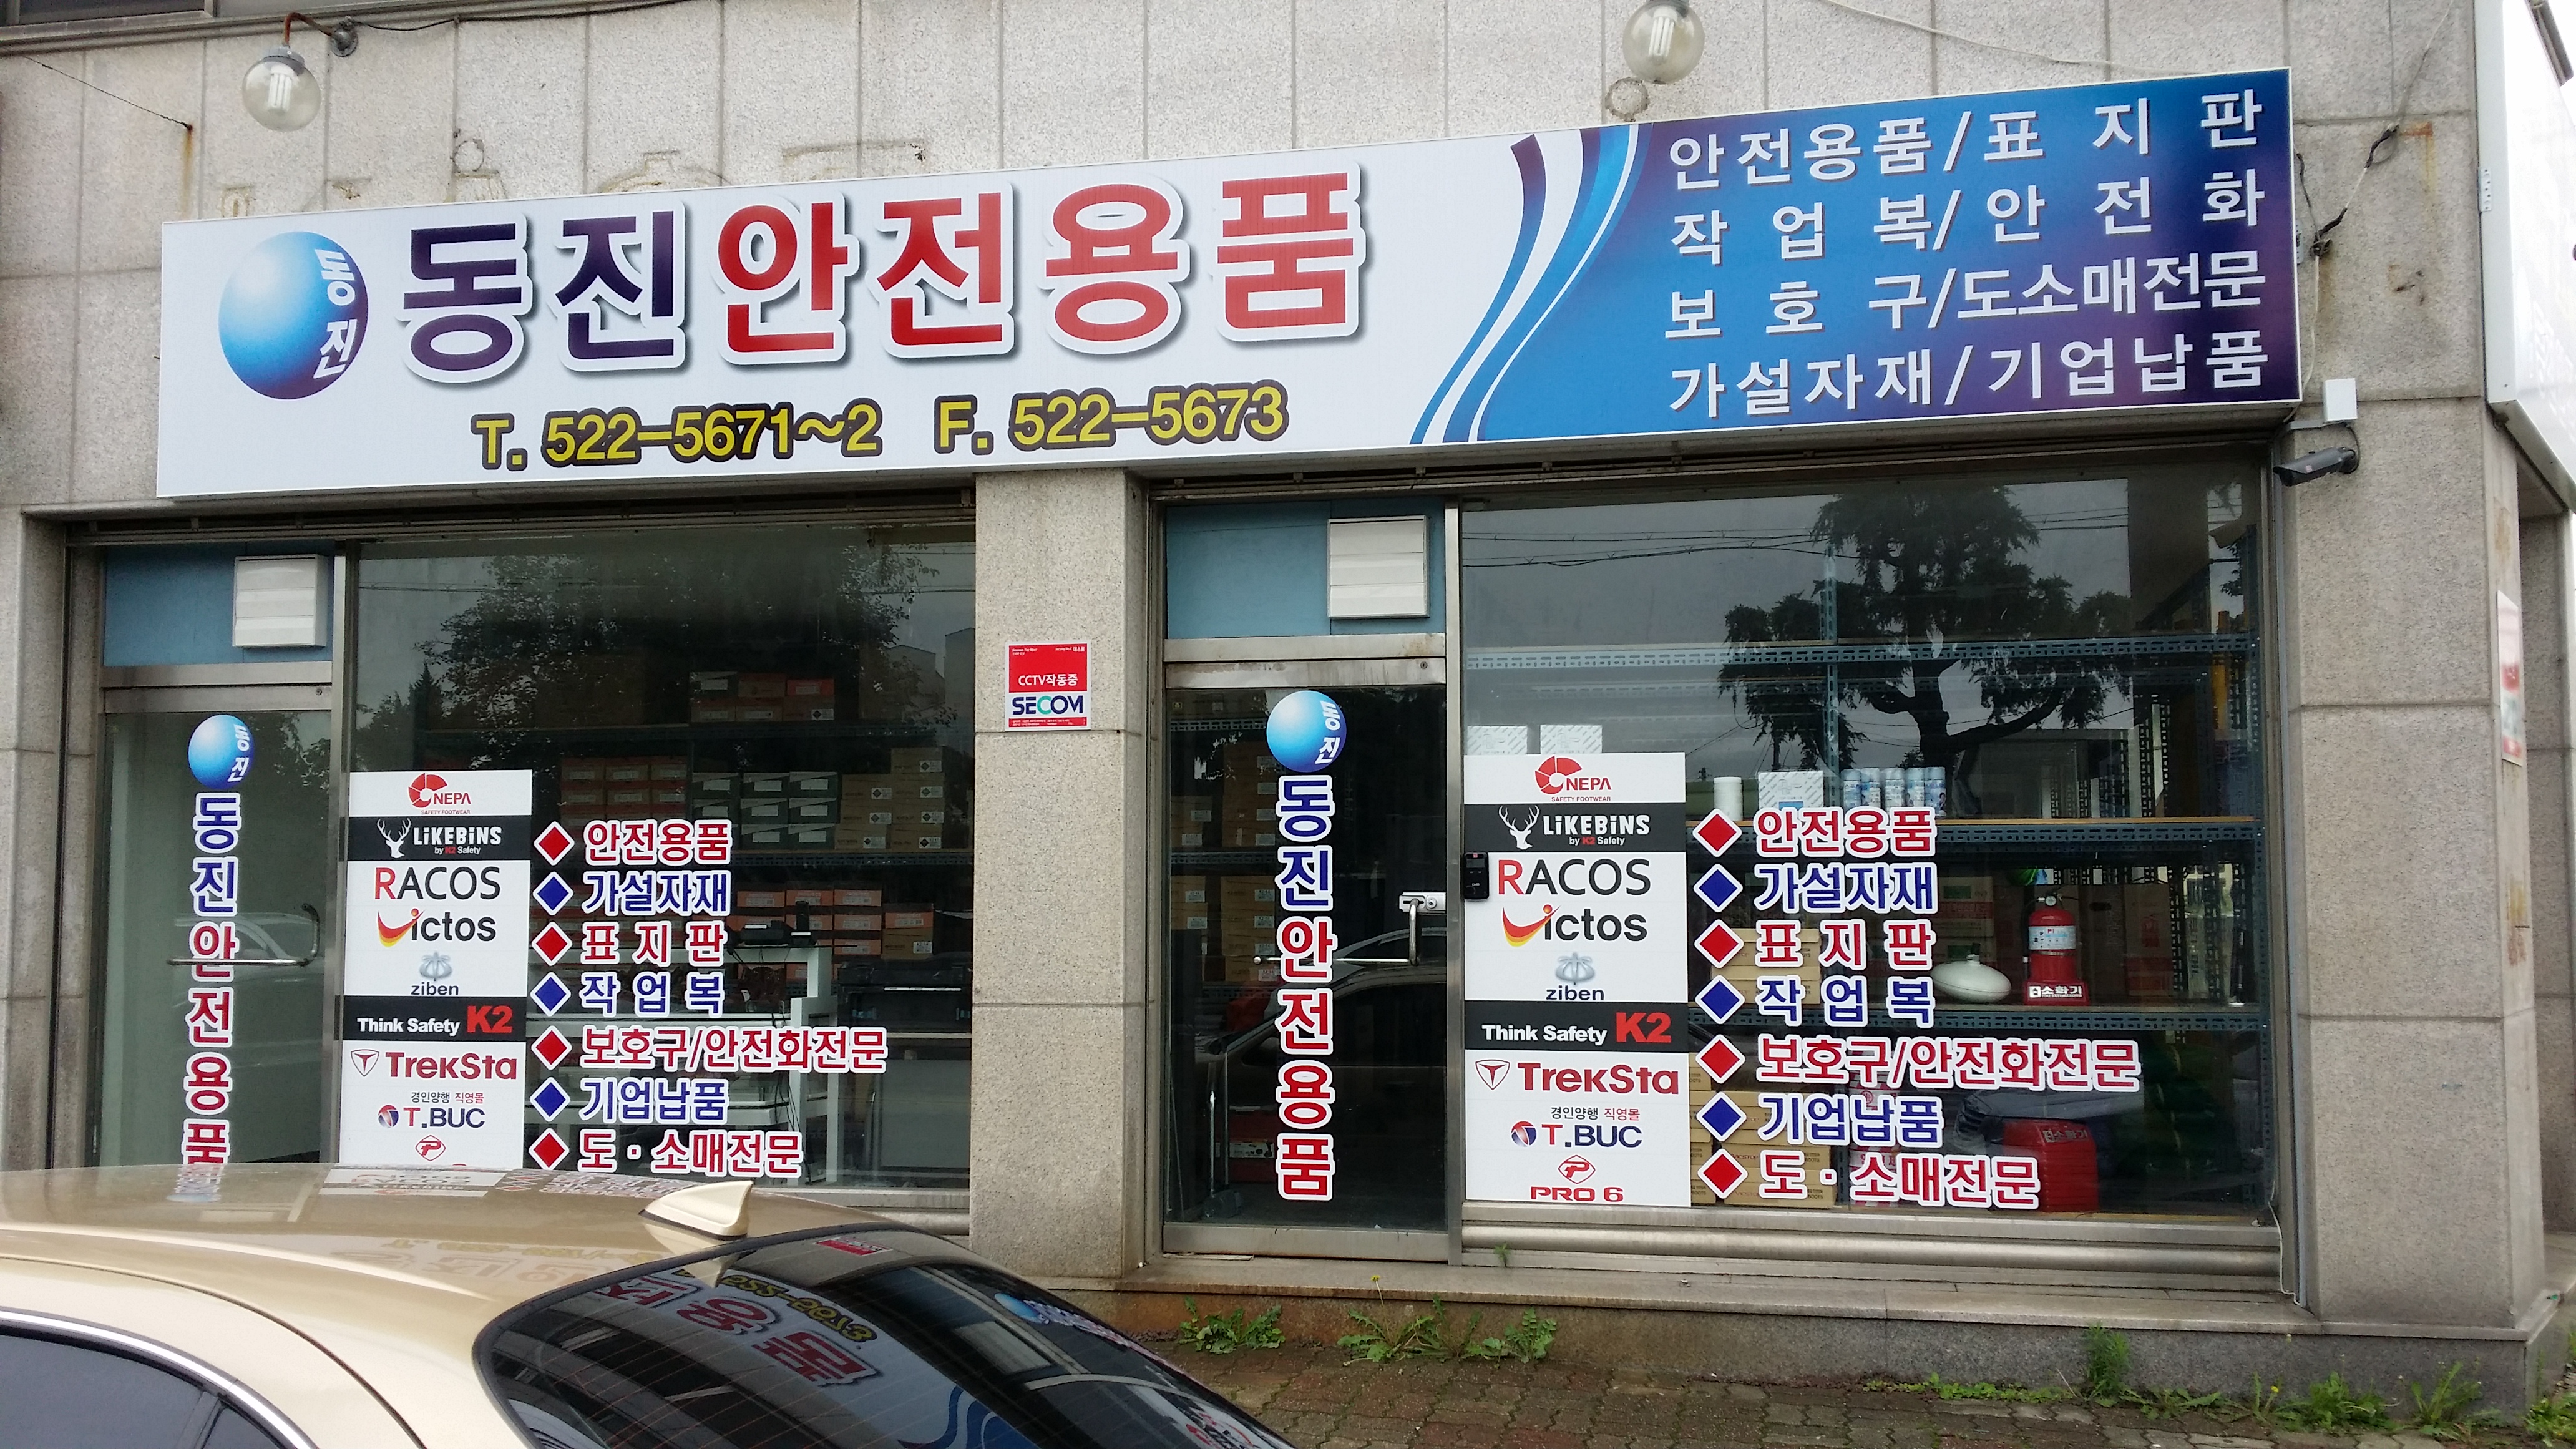 동진
동진안전용품
T. 522-5671~2 F. 522-5673
안전용품/표 지 판
작 업 복/안 전 화
보 호 구/도소매전문
가설자재/기업납품
동진
동진안전용품
NEPA
SAFETY FOOTWEAR
LiKEBiNS
by K2 Safety
RACOS
victos
ziben
Think Safety K2
TREKSTA
경인양행 직영몰
T.BUC
안전용품
가설자재
표 지 판
작 업 복
보호구/안전화전문
기업납품
도·소매전문
CCTV작동중
SECOM
동진
동진안전용품
NEPA
SAFETY FOOTWEAR
LiKEBiNS
by K2 Safety
RACOS
victos
ziben
Think Safety K2
TREKSTA
경인양행 직영몰
T.BUC
PRO 6
안전용품
가설자재
표 지 판
작 업 복
보호구/안전화전문
기업납품
도·소매전문
소화기